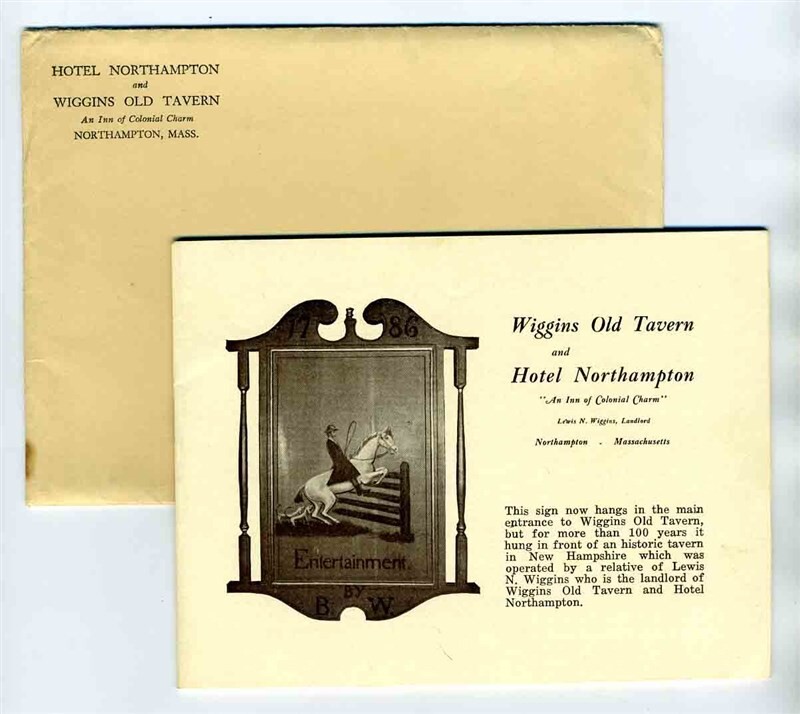 HOTEL NORTHAMPTON
and
WIGGINS OLD TAVERN
An Inn of Colonial Charm
NORTHAMPTON, MASS.
1786
Entertainment.
BY
B. W.
Wiggins Old Tavern
and
Hotel Northampton
"An Inn of Colonial Charm"
Lewis N. Wiggins, Landlord
Northampton . Massachusetts
This sign now hangs in the main
entrance to Wiggins Old Tavern,
but for more than 100 years it
hung in front of an historic tavern
in New Hampshire which was
operated by a relative of Lewis
N. Wiggins who is the landlord of
Wiggins Old Tavern and Hotel
Northampton.